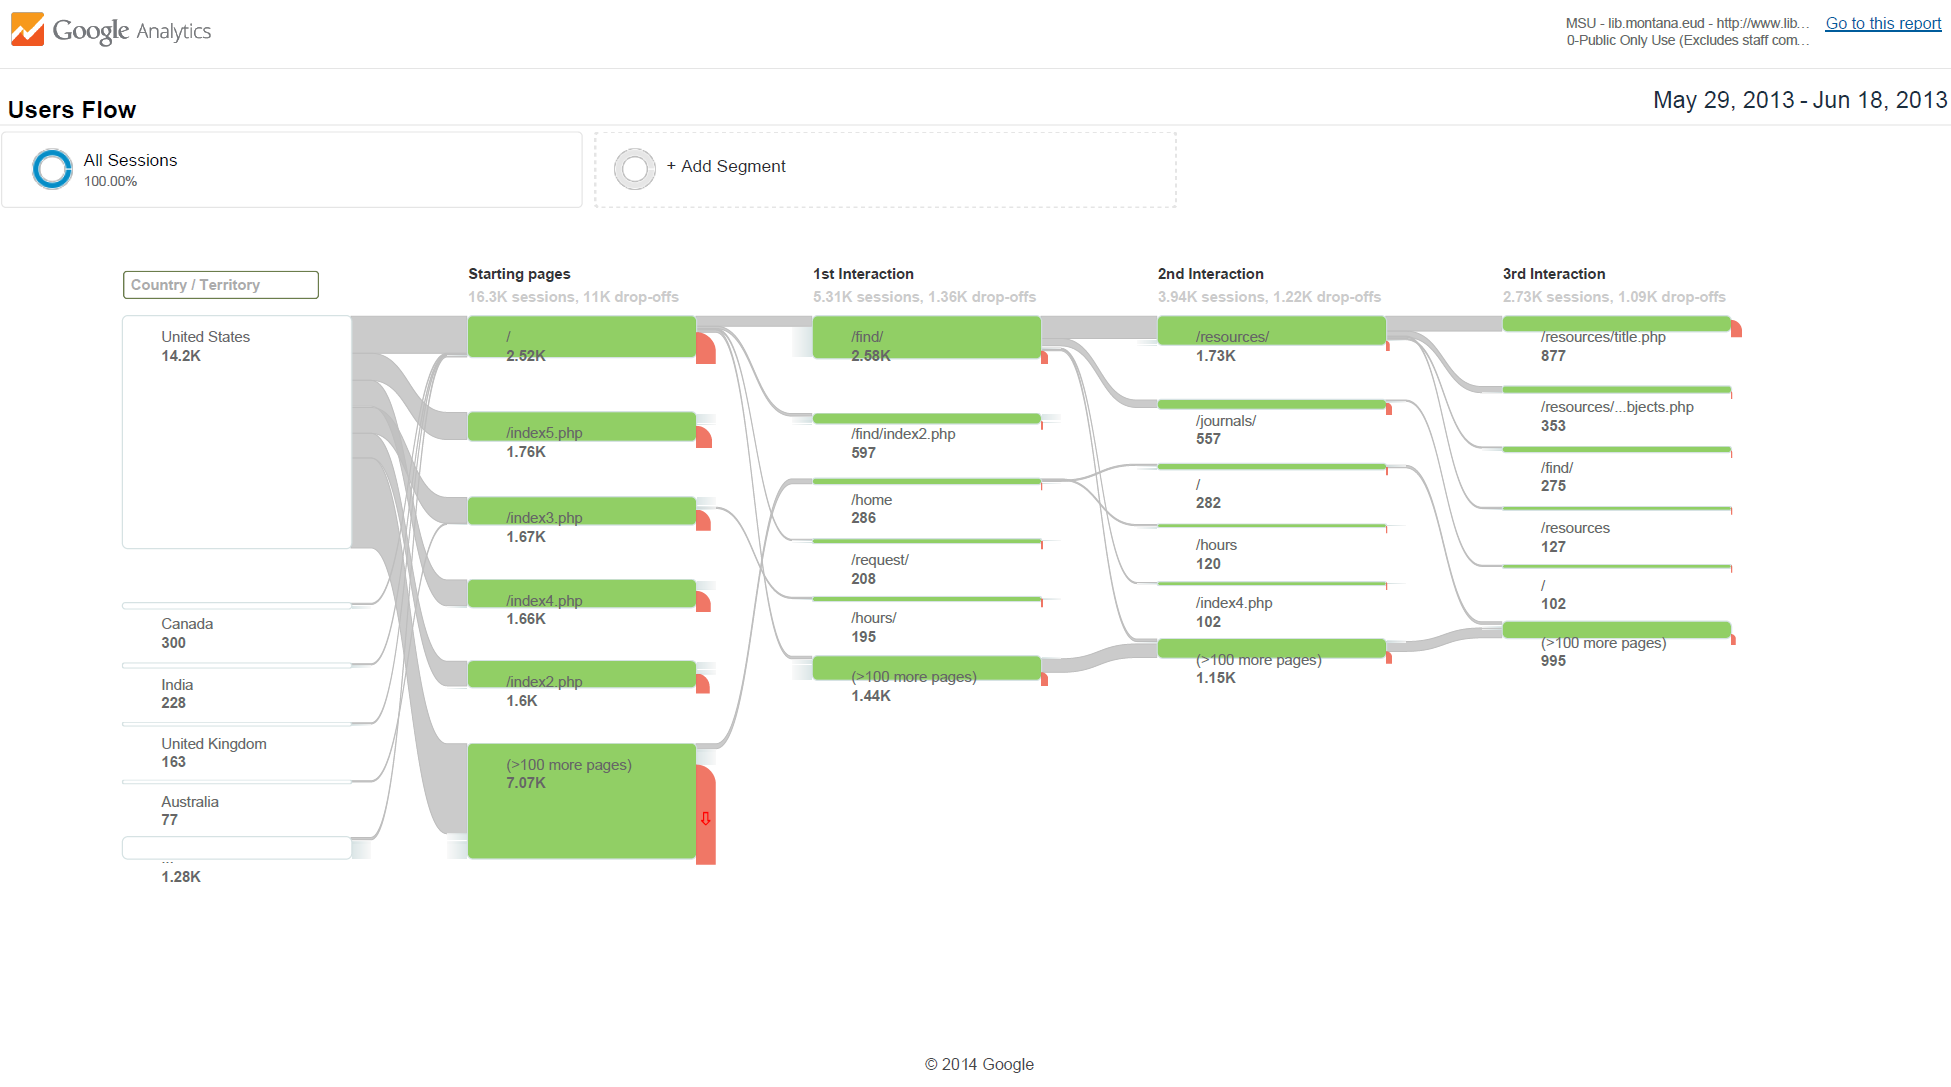 Google Analytics
MSU - lib.montana.eud - http://www.lib...
0-Public Only Use (Excludes staff com...
Go to this report
Users Flow
May 29, 2013 - Jun 18, 2013
All Sessions
100.00%
+ Add Segment
Country / Territory
United States
14.2K
Canada
300
India
228
United Kingdom
163
Australia
77
...
1.28K
Starting pages
16.3K sessions, 11K drop-offs
/
2.52K
/index5.php
1.76K
/index3.php
1.67K
/index4.php
1.66K
/index2.php
1.6K
(>100 more pages)
7.07K
1st Interaction
5.31K sessions, 1.36K drop-offs
/find/
2.58K
/find/index2.php
597
/home
286
/request/
208
/hours/
195
(>100 more pages)
1.44K
2nd Interaction
3.94K sessions, 1.22K drop-offs
/resources/
1.73K
/journals/
557
/
282
/hours
120
/index4.php
102
(>100 more pages)
1.15K
3rd Interaction
2.73K sessions, 1.09K drop-offs
/resources/title.php
877
/resources/...bjects.php
353
/find/
275
/resources
127
/
102
(>100 more pages)
995
© 2014 Google